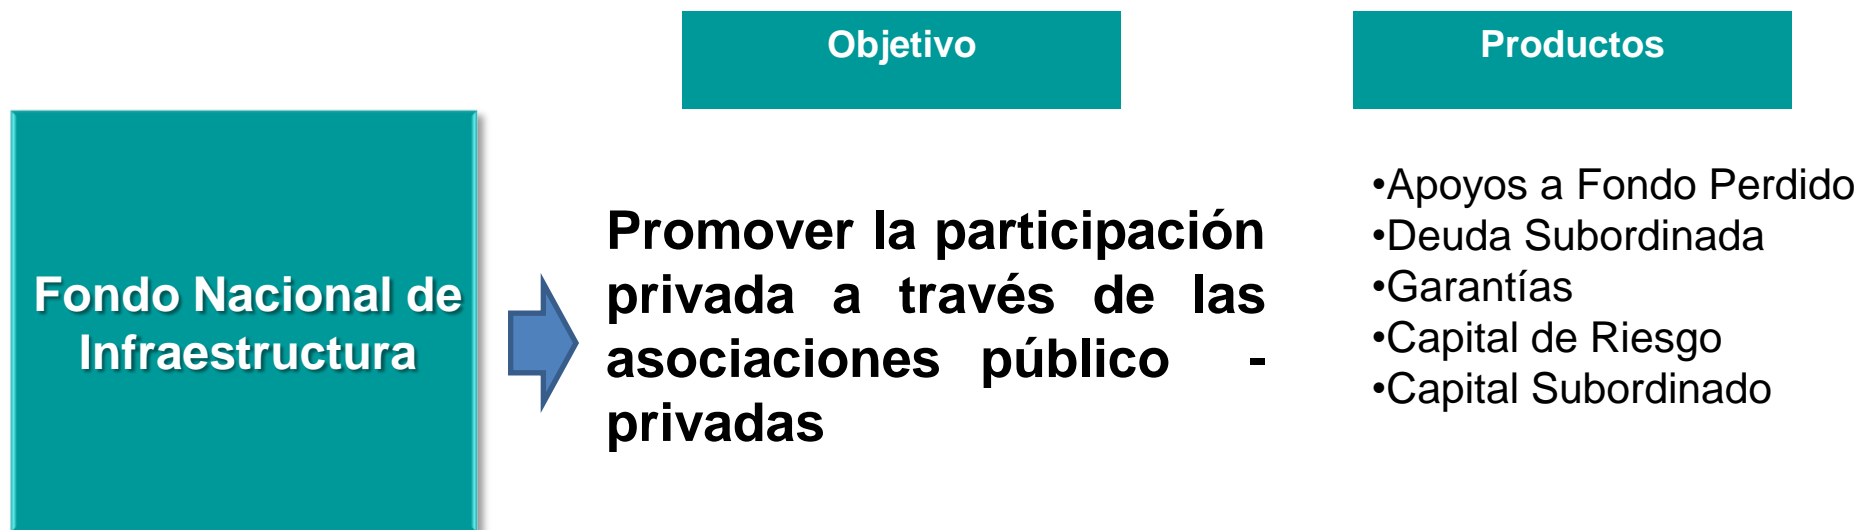 Objetivo
Productos
Fondo Nacional de
Infraestructura
Promover la participación
privada a través de las
asociaciones público -
privadas
•Apoyos a Fondo Perdido
•Deuda Subordinada
•Garantías
•Capital de Riesgo
•Capital Subordinado